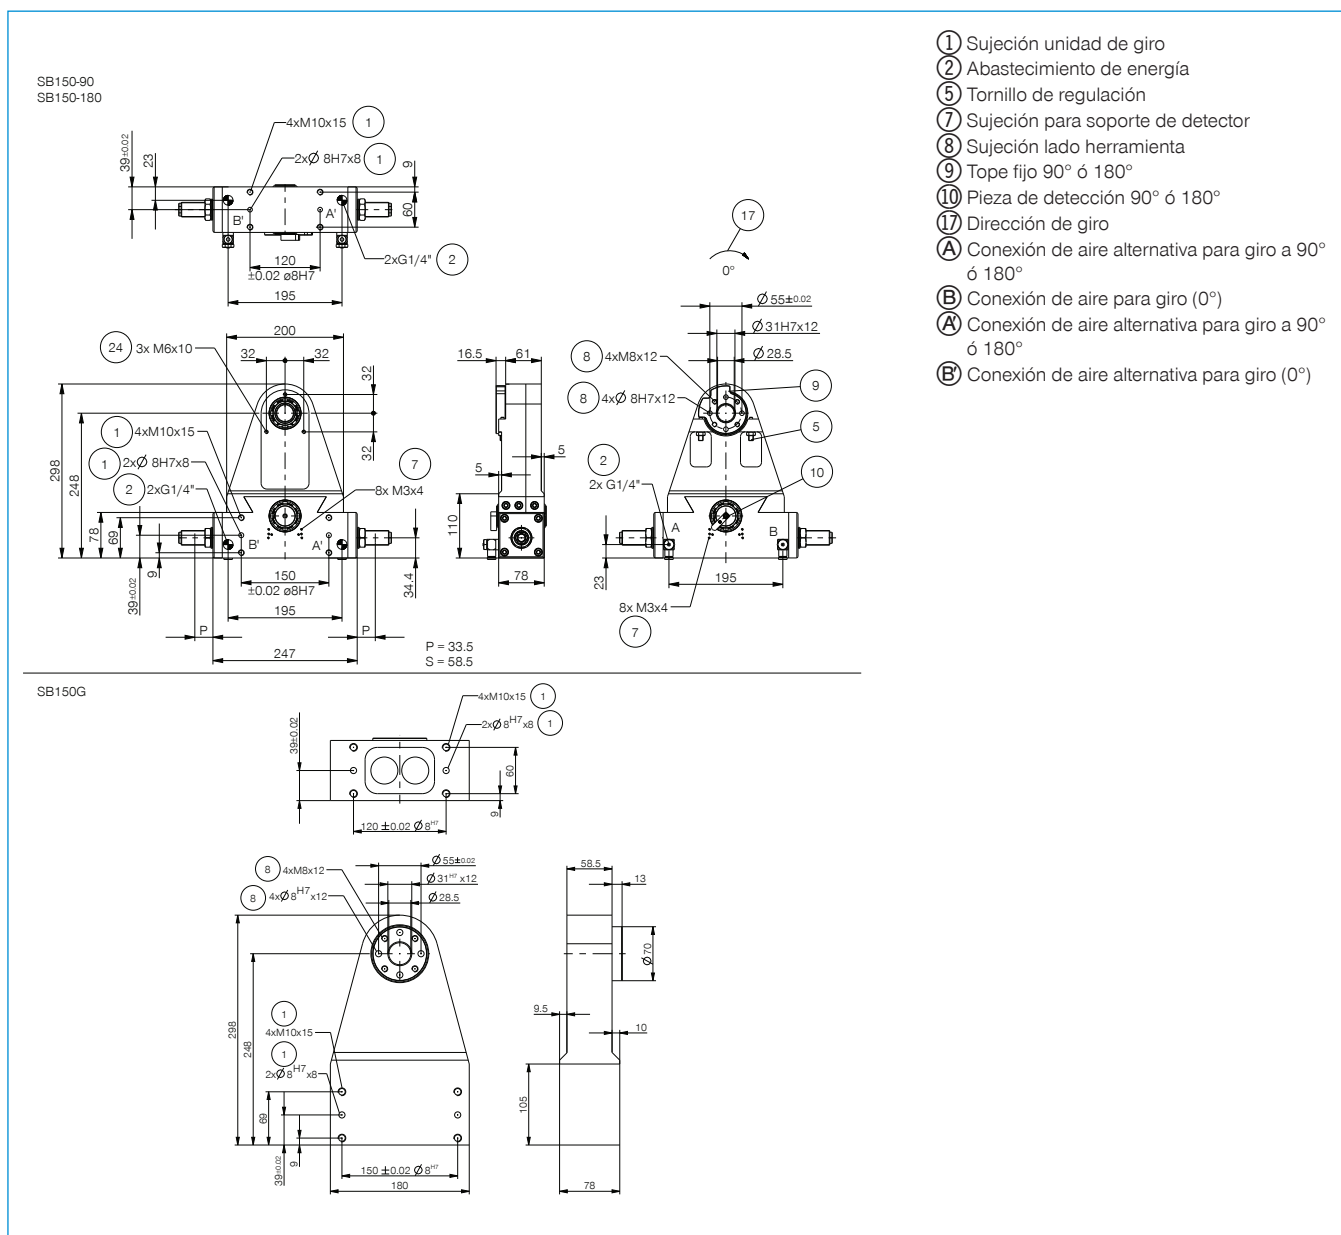 SB150-90
SB150-180
4xM10x15 1
2xØ 8H7x8 1
39±0.02
23
9
60
B'
A'
120
±0.02 ø8H7
2xG1/4" 2
195
17
0°
200
24 3x M6x10
32
32
32
32
1 4xM10x15
1 2xØ 8H7x8
2 2xG1/4"
7
8x M3x4
298
248
78
69
39±0.02
9
B'
A'
34.4
150
±0.02 ø8H7
195
P
P
247
P = 33.5
S = 58.5
16.5
61
5
5
110
78
Ø 55±0.02
Ø 31H7x12
Ø 28.5
8 4xM8x12
8 4xØ 8H7x12
9
5
2
2x G1/4"
10
A
B
23
195
8x M3x4
7
SB150G
4xM10x15 1
2xØ 8H7x8 1
39±0.02
60
9
120 ±0.02 Ø 8H7
Ø 55±0.02
8 4xM8x12
Ø 31H7 x12
8 4xØ 8H7x12
Ø 28.5
298
248
1
4xM10x15
1
2xØ 8H7x8
69
39±0.02
9
150 ±0.02 Ø 8H7
180
58.5
13
Ø 70
9.5
10
105
78
1 Sujeción unidad de giro
2 Abastecimiento de energía
5 Tornillo de regulación
7 Sujeción para soporte de detector
8 Sujeción lado herramienta
9 Tope fijo 90° ó 180°
10 Pieza de detección 90° ó 180°
17 Dirección de giro
A Conexión de aire alternativa para giro a 90°
ó 180°
B Conexión de aire para giro (0°)
A' Conexión de aire alternativa para giro a 90°
ó 180°
B' Conexión de aire alternativa para giro (0°)